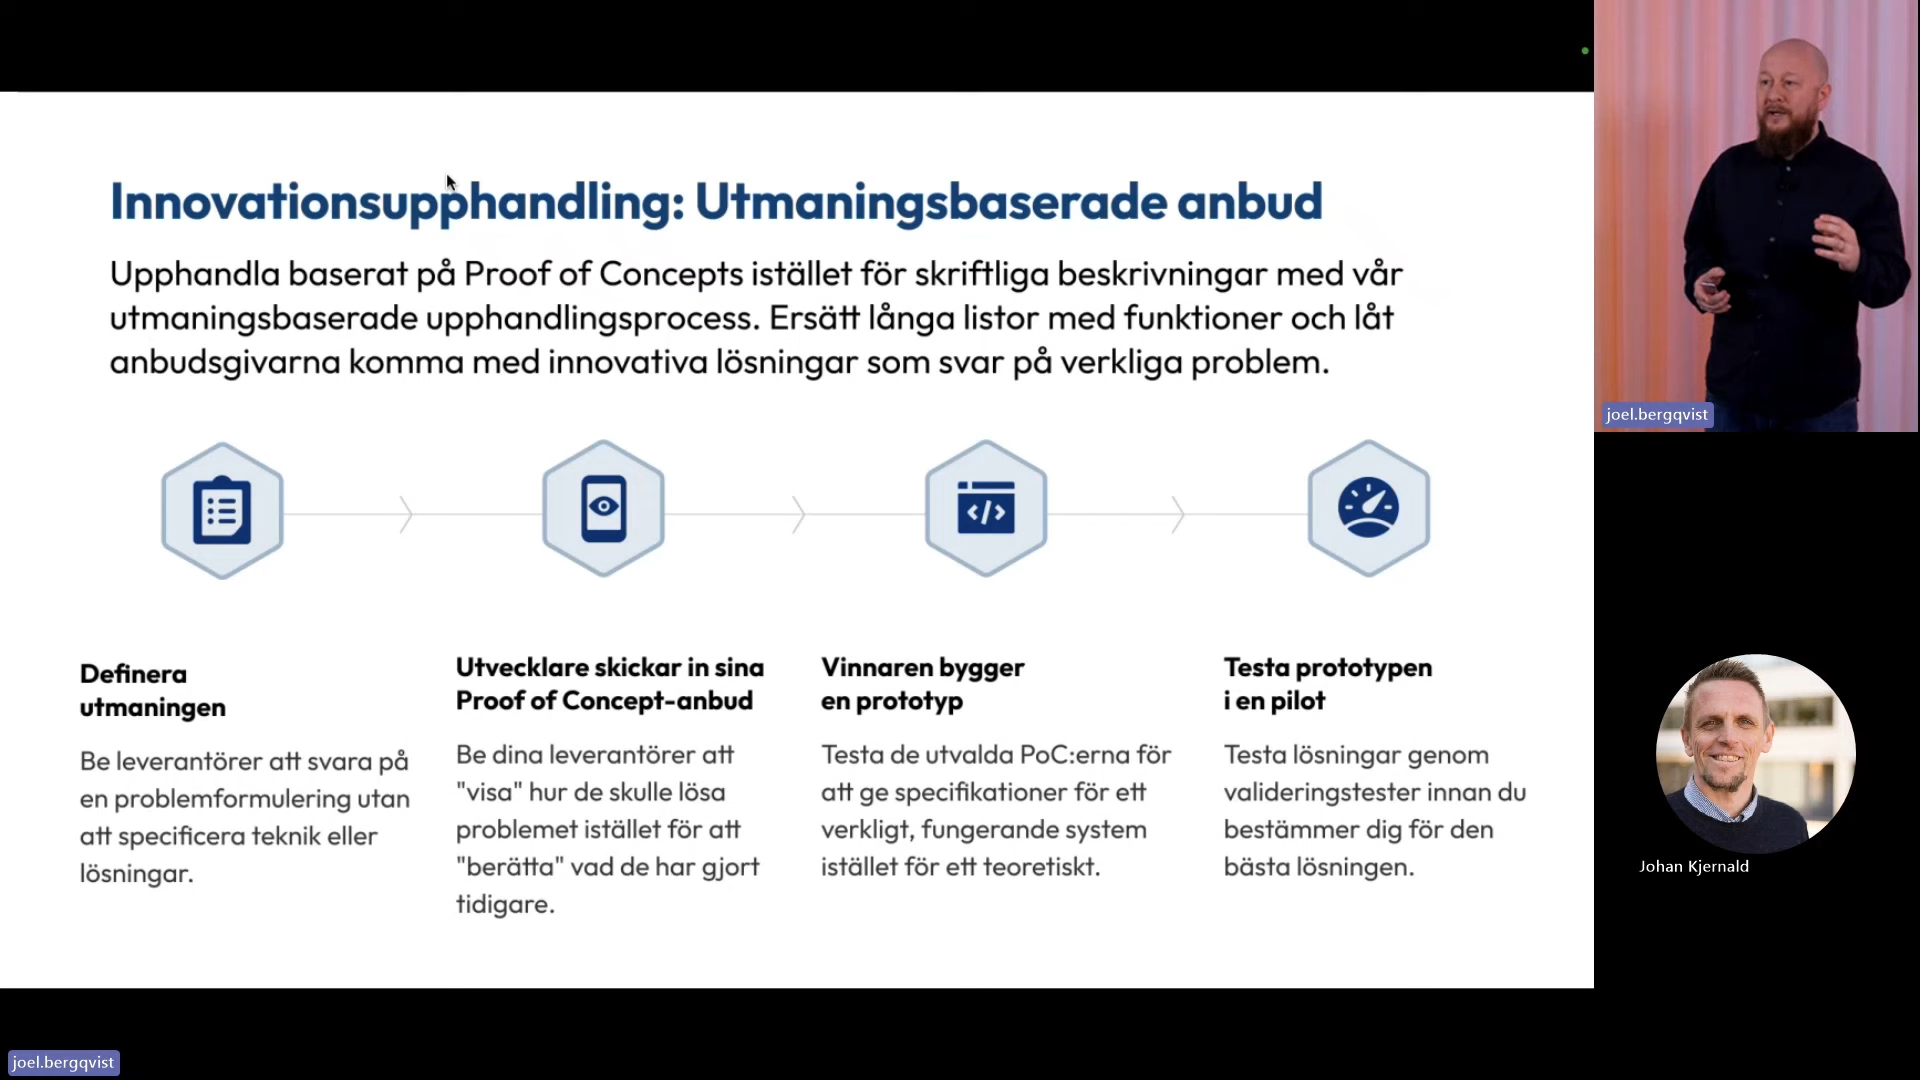 Innovationsupphandling: Utmaningsbaserade anbud
Upphandla baserat på Proof of Concepts istället för skriftliga beskrivningar med vår
utmaningsbaserade upphandlingsprocess. Ersätt långa listor med funktioner och låt
anbudsgivarna komma med innovativa lösningar som svar på verkliga problem.
Definera
utmaningen
Be leverantörer att svara på
en problemformulering utan
att specificera teknik eller
lösningar.
Utvecklare skickar in sina
Proof of Concept-anbud
Be dina leverantörer att
"visa" hur de skulle lösa
problemet istället för att
"berätta" vad de har gjort
tidigare.
Vinnaren bygger
en prototyp
Testa de utvalda PoC:erna för
att ge specifikationer för ett
verkligt, fungerande system
istället för ett teoretiskt.
Testa prototypen
i en pilot
Testa lösningar genom
valideringstester innan du
bestämmer dig för den
bästa lösningen.
joel.bergqvist
Johan Kjernald
joel.bergqvist